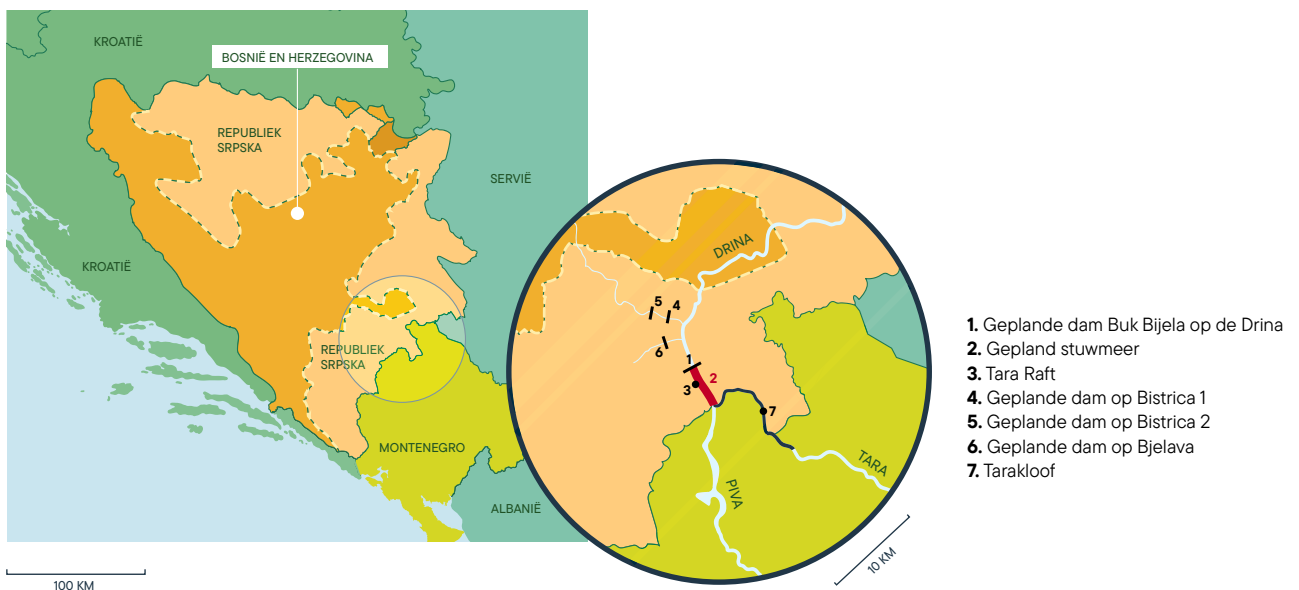 KROATIË
BOSNIË EN HERZEGOVINA
REPUBLIEK
SRPSKA
SERVIË
KROATIË
REPUBLIEK
SRPSKA
MONTENEGRO
ALBANIË
100 KM
DRINA
5
4
6
1
2
3
7
TARA
PIVA
10 KM
1. Geplande dam Buk Bijela op de Drina
2. Gepland stuwmeer
3. Tara Raft
4. Geplande dam op Bistrica 1
5. Geplande dam op Bistrica 2
6. Geplande dam op Bjelava
7. Tarakloof